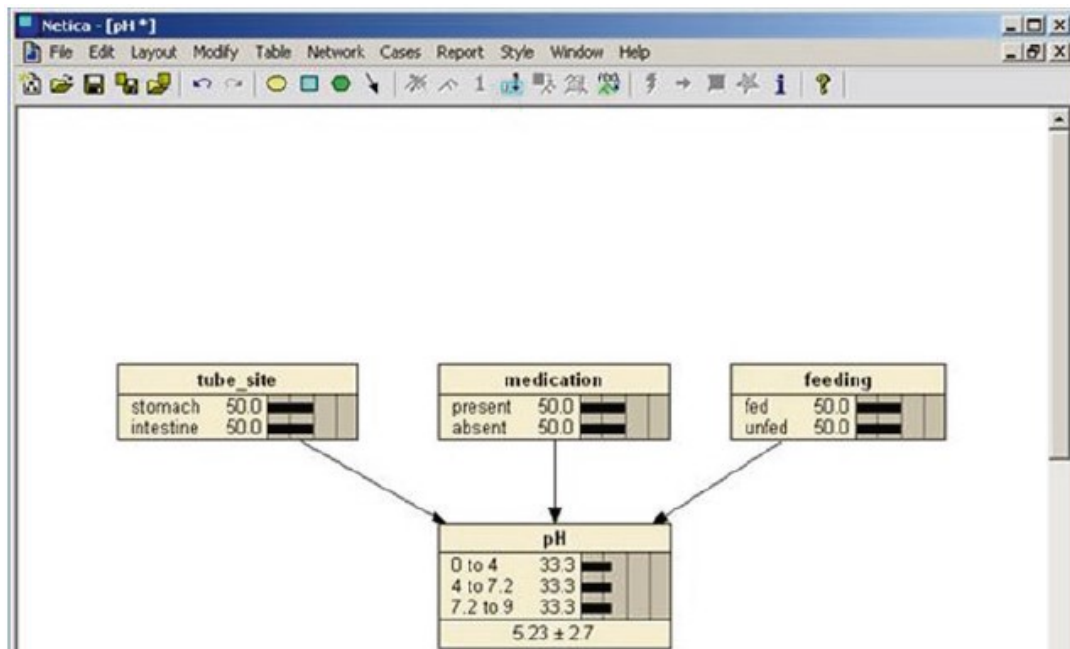 Netica - [pH *]
File Edit Layout Modify Table Network Cases Report Style Window Help
tube_site
stomach 50.0
intestine 50.0
medication
present 50.0
absent 50.0
feeding
fed 50.0
unfed 50.0
pH
0 to 4 33.3
4 to 7.2 33.3
7.2 to 9 33.3
5.23 ± 2.7